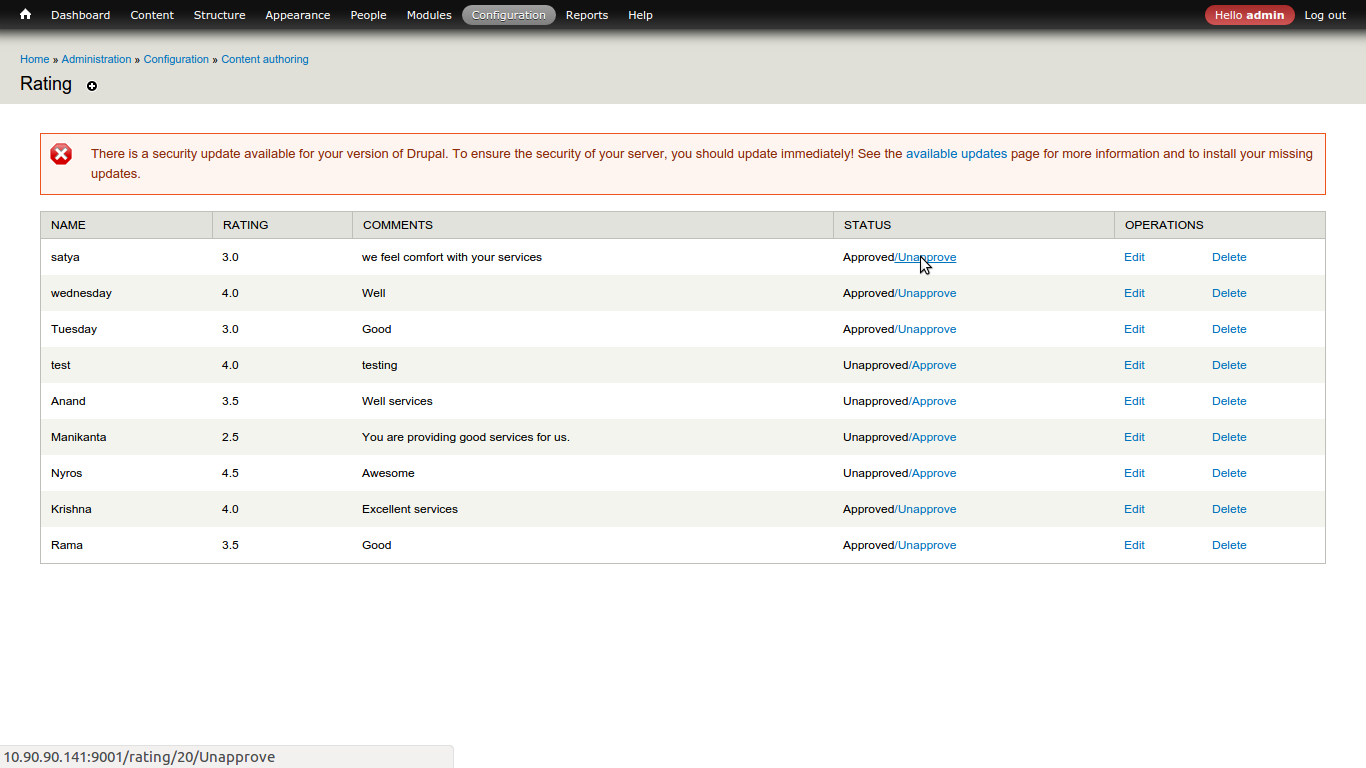 Dashboard Content Structure Appearance People Modules Configuration Reports Help Hello admin Log out
Home » Administration » Configuration » Content authoring
Rating
There is a security update available for your version of Drupal. To ensure the security of your server, you should update immediately! See the available updates page for more information and to install your missing
updates.
NAME RATING COMMENTS STATUS OPERATIONS
satya 3.0 we feel comfort with your services Approved/Unapprove Edit Delete
wednesday 4.0 Well Approved/Unapprove Edit Delete
Tuesday 3.0 Good Approved/Unapprove Edit Delete
test 4.0 testing Unapproved/Approve Edit Delete
Anand 3.5 Well services Unapproved/Approve Edit Delete
Manikanta 2.5 You are providing good services for us. Unapproved/Approve Edit Delete
Nyros 4.5 Awesome Unapproved/Approve Edit Delete
Krishna 4.0 Excellent services Approved/Unapprove Edit Delete
Rama 3.5 Good Approved/Unapprove Edit Delete
10.90.90.141:9001/rating/20/Unapprove